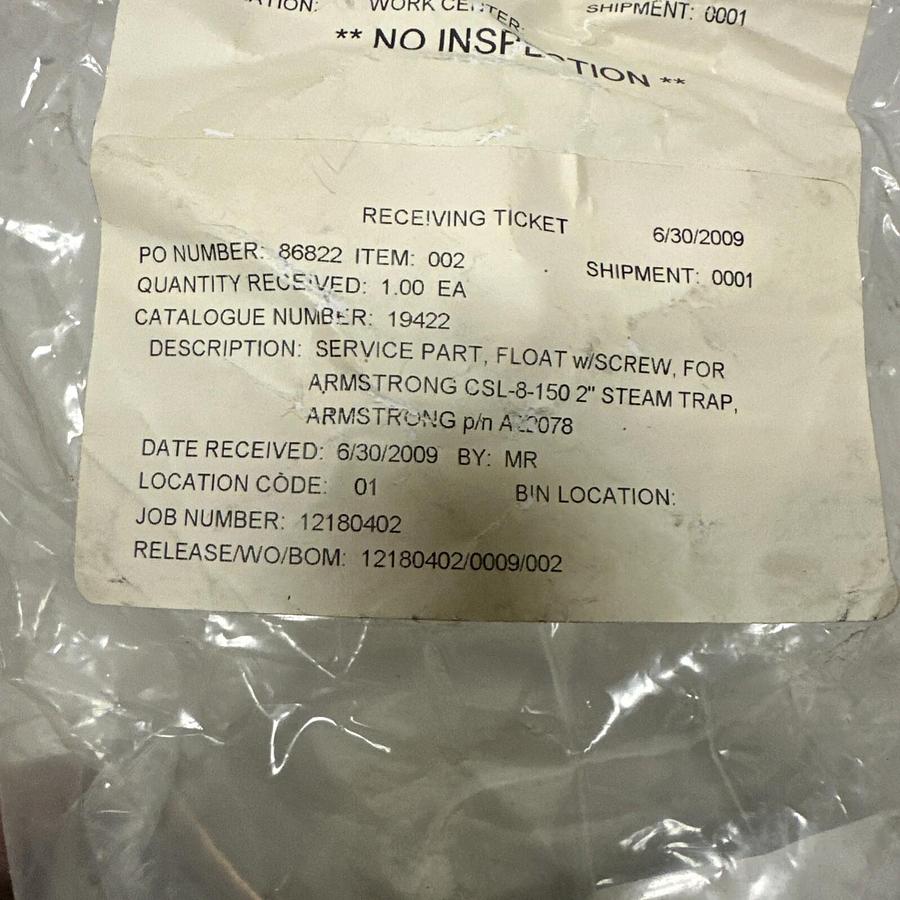 WORK CENTER: SHIPMENT: 0001
** NO INSPECTION **
RECEIVING TICKET 6/30/2009
PO NUMBER: 86822 ITEM: 002 SHIPMENT: 0001
QUANTITY RECEIVED: 1.00 EA
CATALOGUE NUMBER: 19422
DESCRIPTION: SERVICE PART, FLOAT w/SCREW, FOR
ARMSTRONG CSL-8-150 2" STEAM TRAP,
ARMSTRONG p/n
DATE RECEIVED: 6/30/2009 BY: MR
LOCATION CODE: 01 BIN LOCATION:
JOB NUMBER: 12180402
RELEASE/WO/BOM: 12180402/0009/002